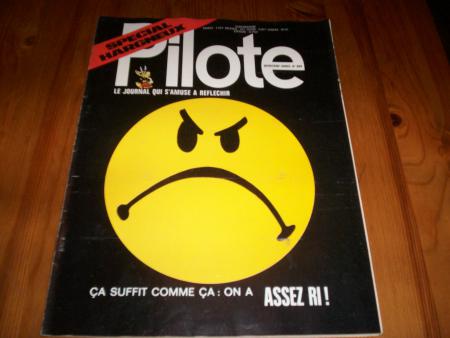 SPECIAL
HARGNEUX
Pilote
LE JOURNAL QUI S'AMUSE A REFLECHIR
ÇA SUFFIT COMME ÇA : ON A ASSEZ RI !